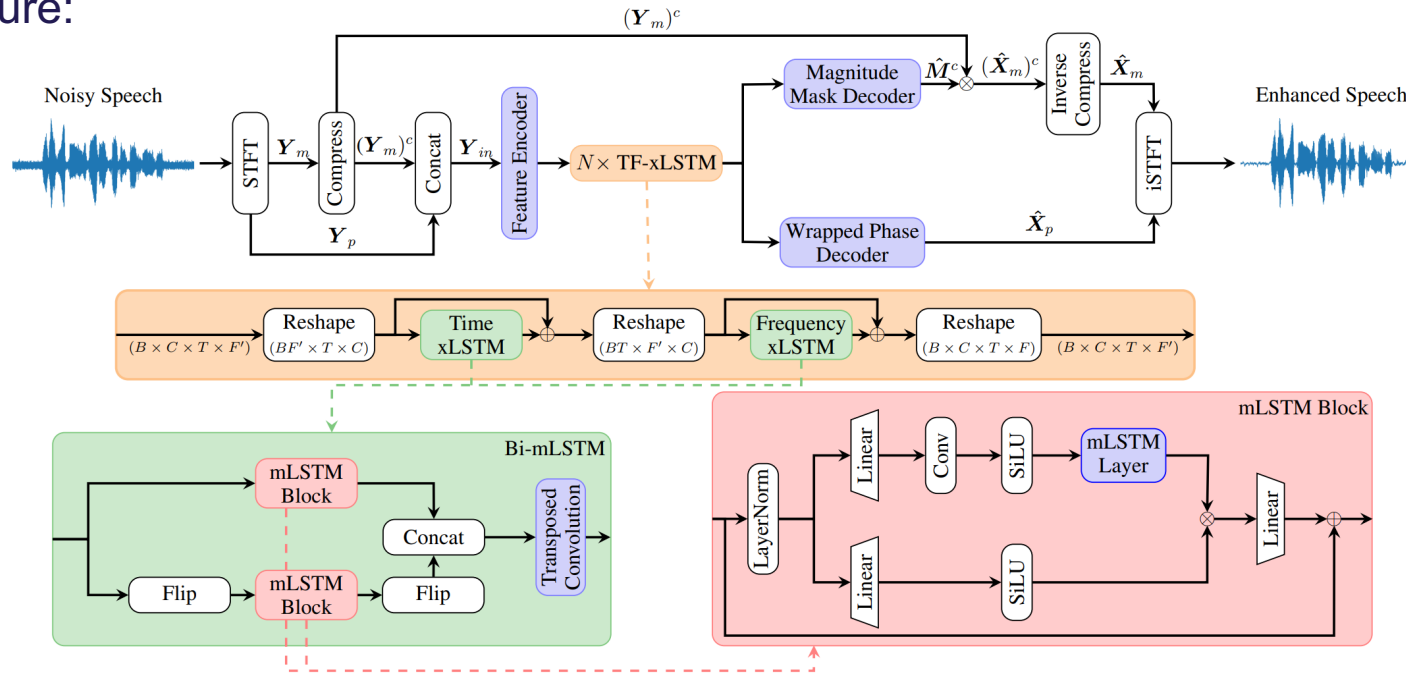 ure:
(Y_m)^c
Noisy Speech
STFT
Y_m
Compress
(Y_m)^c
Concat
Y_in
Feature Encoder
N× TF-xLSTM
Magnitude
Mask Decoder
M̂^c
⊗
(X̂_m)^c
Inverse
Compress
X̂_m
iSTFT
Enhanced Speech
Y_p
Wrapped Phase
Decoder
X̂_p
(B × C × T × F′)
Reshape
(BF′ × T × C)
Time
xLSTM
⊕
Reshape
(BT × F′ × C)
Frequency
xLSTM
⊕
Reshape
(B × C × T × F)
(B × C × T × F′)
Bi-mLSTM
mLSTM
Block
Flip
mLSTM
Block
Flip
Concat
Transposed
Convolution
mLSTM Block
LayerNorm
Linear
Conv
SiLU
mLSTM
Layer
Linear
SiLU
⊗
Linear
⊕